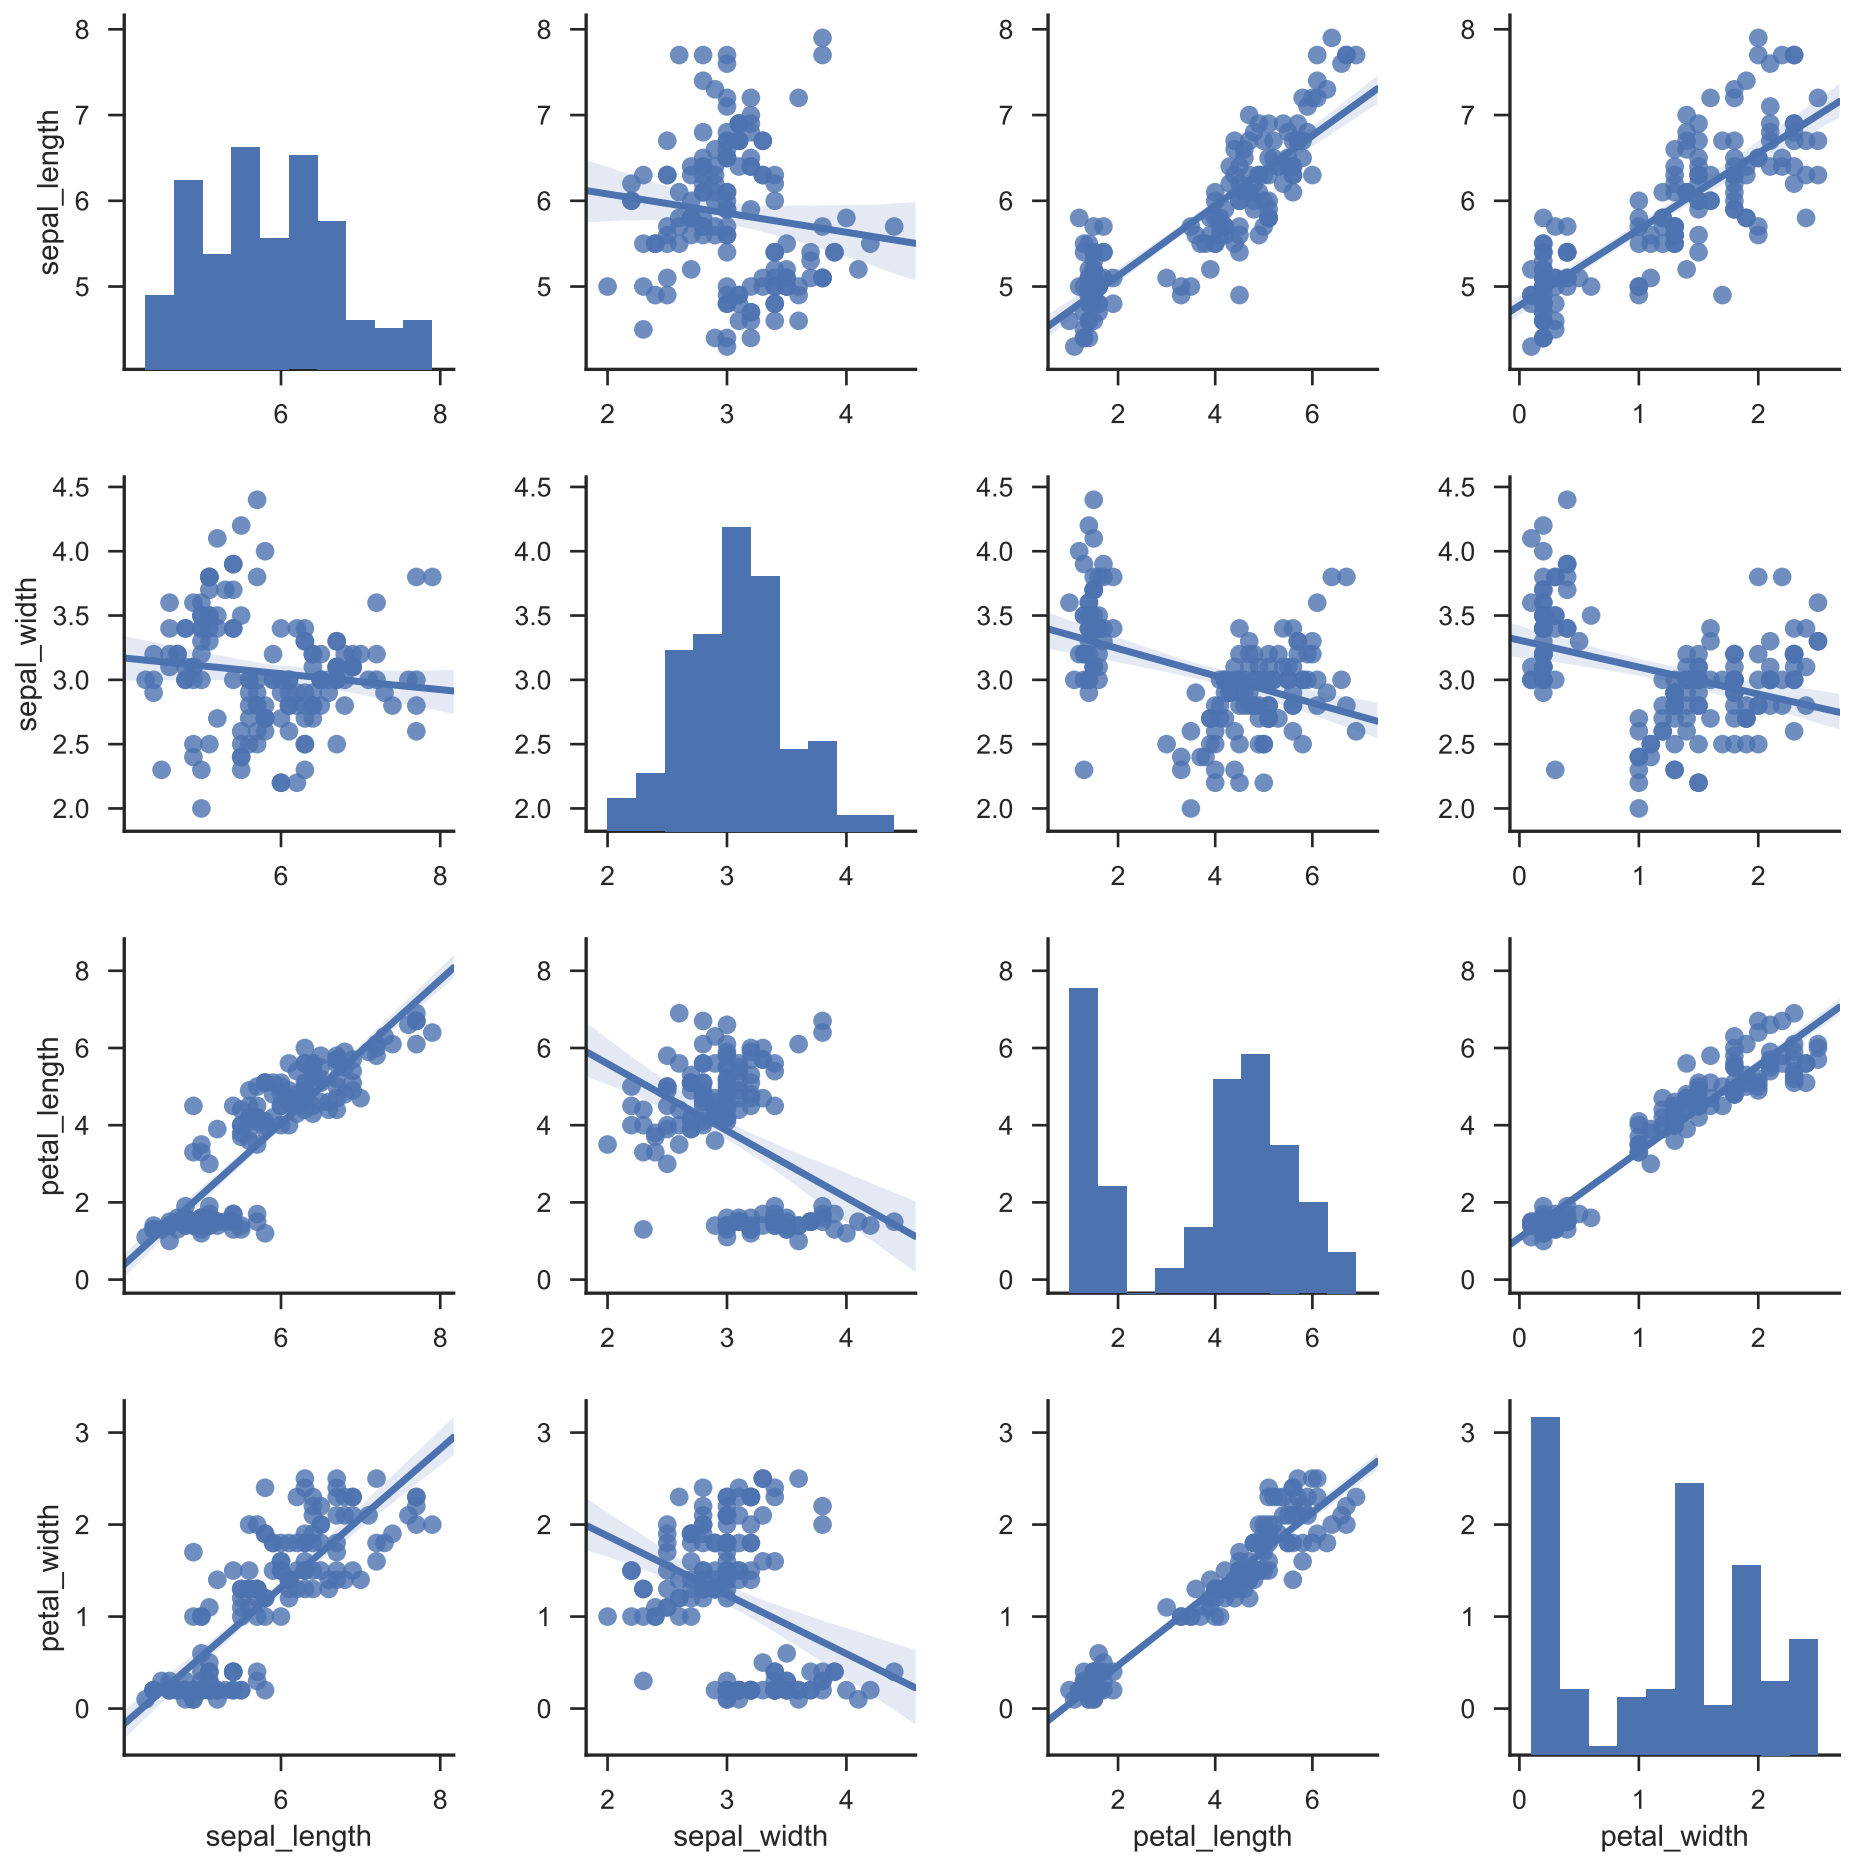 8 8 8 8
7 7 7 7
sepal_length
6 6 6 6
5 5 5 5
6 8 2 3 4 2 4 6 0 1 2
4.5 4.5 4.5 4.5
4.0 4.0 4.0 4.0
sepal_width
3.5 3.5 3.5 3.5
3.0 3.0 3.0 3.0
2.5 2.5 2.5 2.5
2.0 2.0 2.0 2.0
6 8 2 3 4 2 4 6 0 1 2
8 8 8 8
6 6 6 6
petal_length
4 4 4 4
2 2 2 2
0 0 0 0
6 8 2 3 4 2 4 6 0 1 2
3 3 3 3
2 2 2 2
petal_width
1 1 1 1
0 0 0 0
6 8 2 3 4 2 4 6 0 1 2
sepal_length sepal_width petal_length petal_width